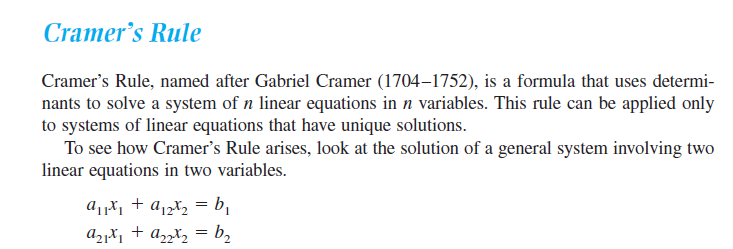 Cramer's Rule
Cramer's Rule, named after Gabriel Cramer (1704–1752), is a formula that uses determi-
nants to solve a system of n linear equations in n variables. This rule can be applied only
to systems of linear equations that have unique solutions.
To see how Cramer's Rule arises, look at the solution of a general system involving two
linear equations in two variables.
a₁₁x₁ + a₁₂x₂ = b₁
a₂₁x₁ + a₂₂x₂ = b₂